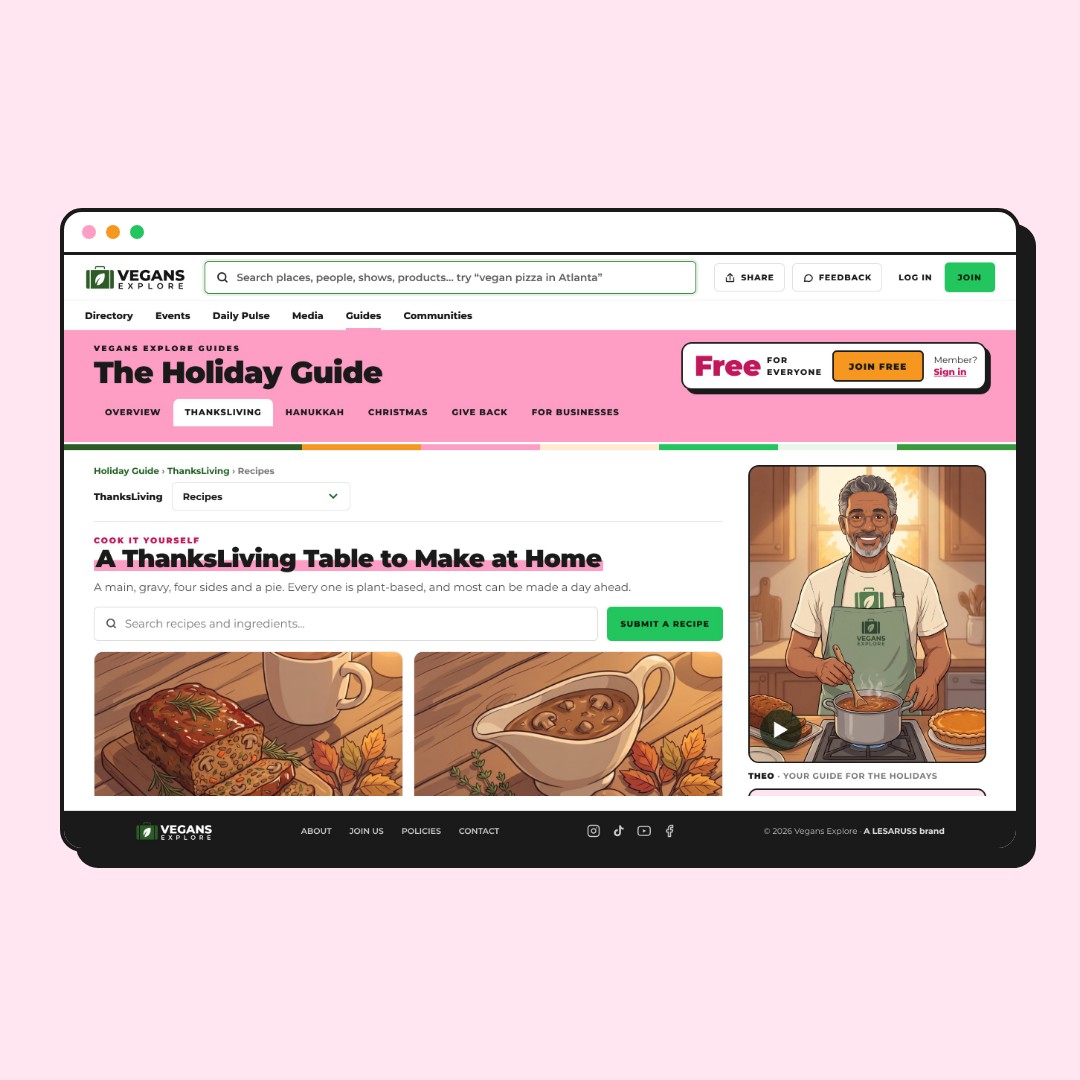 VEGANS
EXPLORE
Search places, people, shows, products... try “vegan pizza in Atlanta”
SHARE
FEEDBACK
LOG IN
JOIN
Directory
Events
Daily Pulse
Media
Guides
Communities
VEGANS EXPLORE GUIDES
The Holiday Guide
Free
FOR
EVERYONE
JOIN FREE
Member?
Sign in
OVERVIEW
THANKSLIVING
HANUKKAH
CHRISTMAS
GIVE BACK
FOR BUSINESSES
Holiday Guide › ThanksLiving › Recipes
ThanksLiving
Recipes
COOK IT YOURSELF
A ThanksLiving Table to Make at Home
A main, gravy, four sides and a pie. Every one is plant-based, and most can be made a day ahead.
Search recipes and ingredients...
SUBMIT A RECIPE
VEGANS
EXPLORE
THEO · YOUR GUIDE FOR THE HOLIDAYS
VEGANS
EXPLORE
ABOUT
JOIN US
POLICIES
CONTACT
© 2026 Vegans Explore · A LESARUSS brand